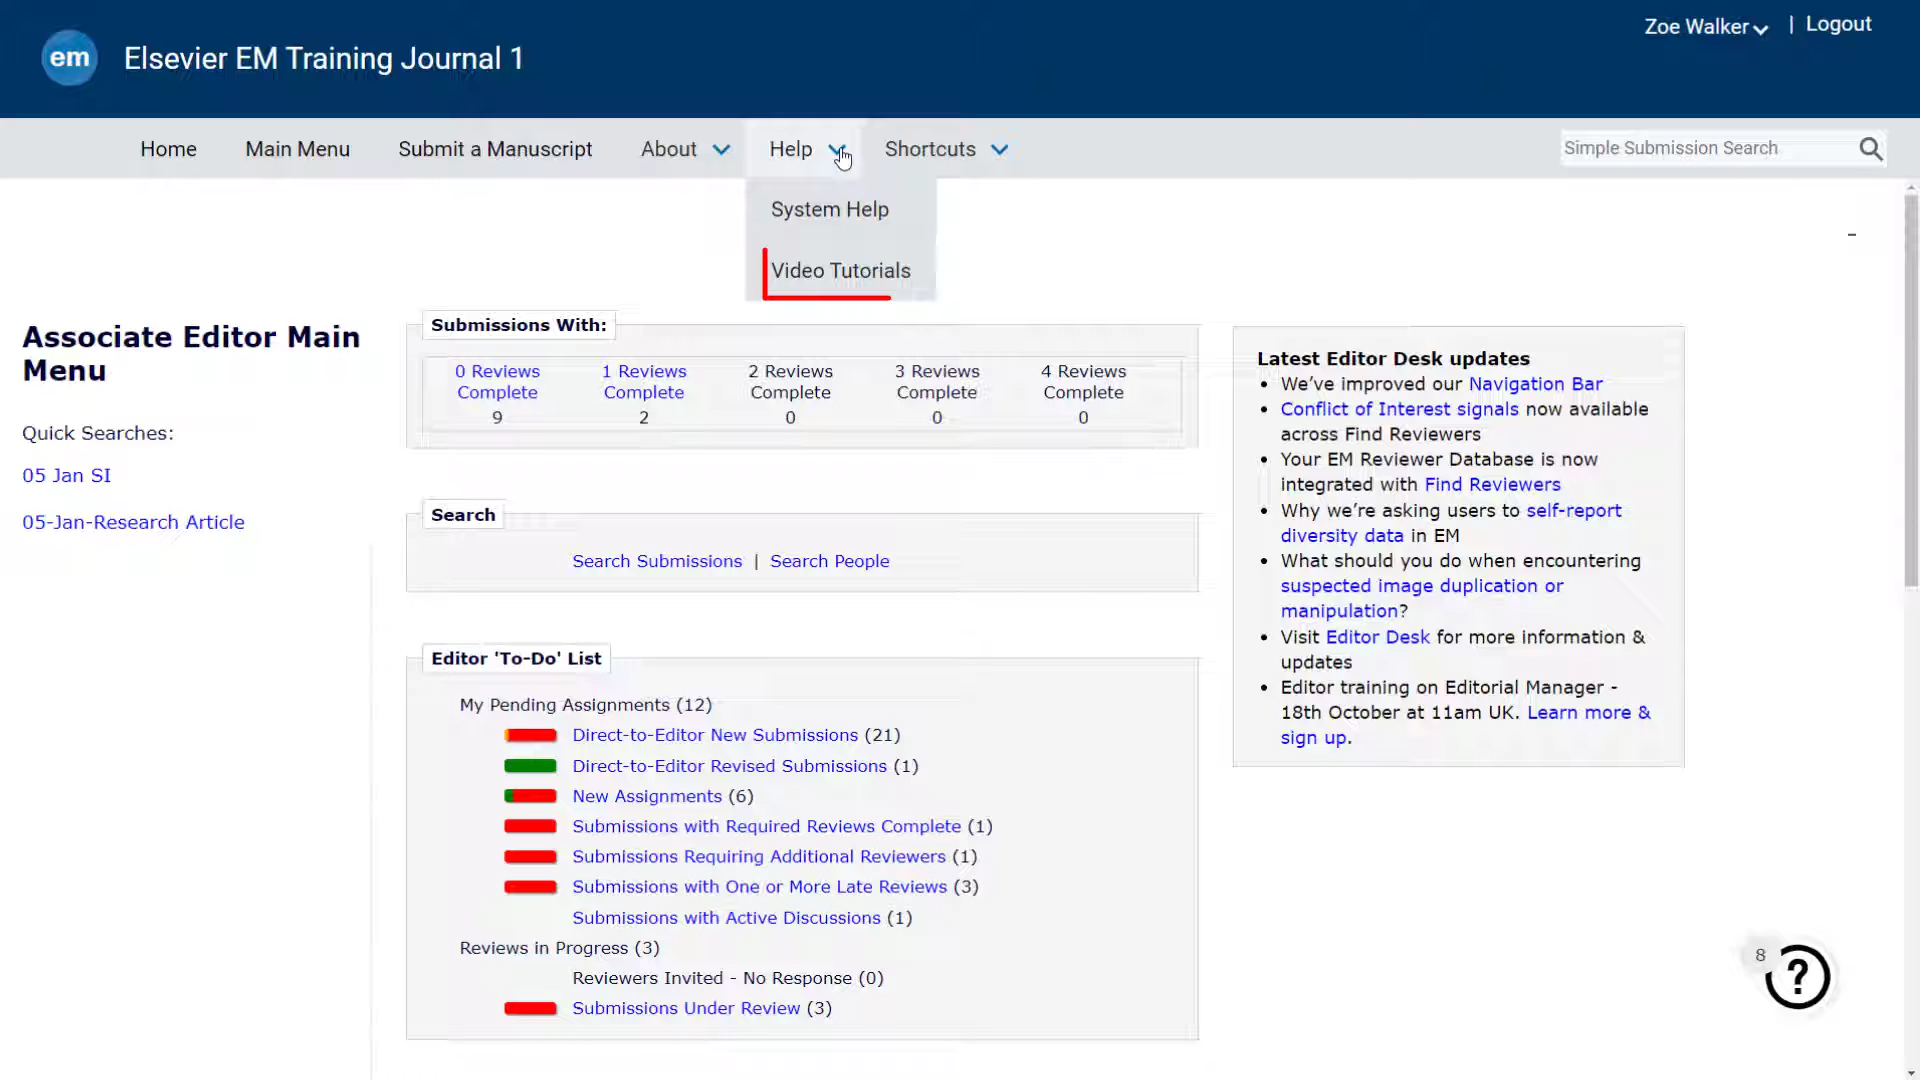 Zoe Walker | Logout
em Elsevier EM Training Journal 1
Home Main Menu Submit a Manuscript About Help Shortcuts Simple Submission Search
System Help
Video Tutorials
Associate Editor Main
Menu
Quick Searches:
05 Jan SI
05-Jan-Research Article
Submissions With:
0 Reviews 1 Reviews 2 Reviews 3 Reviews 4 Reviews
Complete Complete Complete Complete Complete
9 2 0 0 0
Search
Search Submissions | Search People
Editor 'To-Do' List
My Pending Assignments (12)
Direct-to-Editor New Submissions (21)
Direct-to-Editor Revised Submissions (1)
New Assignments (6)
Submissions with Required Reviews Complete (1)
Submissions Requiring Additional Reviewers (1)
Submissions with One or More Late Reviews (3)
Submissions with Active Discussions (1)
Reviews in Progress (3)
Reviewers Invited - No Response (0)
Submissions Under Review (3)
Latest Editor Desk updates
• We've improved our Navigation Bar
• Conflict of Interest signals now available
across Find Reviewers
• Your EM Reviewer Database is now
integrated with Find Reviewers
• Why we're asking users to self-report
diversity data in EM
• What should you do when encountering
suspected image duplication or
manipulation?
• Visit Editor Desk for more information &
updates
• Editor training on Editorial Manager -
18th October at 11am UK. Learn more &
sign up.
8
?